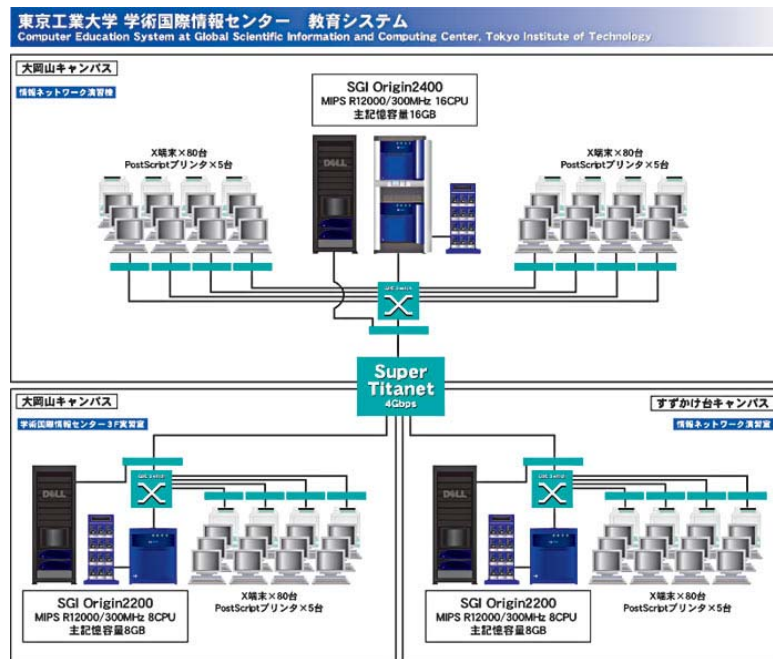 東京工業大学 学術国際情報センター 教育システム
Computer Education System at Global Scientific Information and Computing Center, Tokyo Institute of Technology
大岡山キャンパス
情報ネットワーク演習棟
SGI Origin2400
MIPS R12000/300MHz 16CPU
主記憶容量16GB
X端末×80台
PostScriptプリンタ×5台
X端末×80台
PostScriptプリンタ×5台
DELL
Super
Titanet
4Gbps
大岡山キャンパス
学術国際情報センター3F実習室
DELL
SGI Origin2200
MIPS R12000/300MHz 8CPU
主記憶容量8GB
X端末×80台
PostScriptプリンタ×5台
すずかけ台キャンパス
情報ネットワーク演習室
DELL
SGI Origin2200
MIPS R12000/300MHz 8CPU
主記憶容量8GB
X端末×80台
PostScriptプリンタ×5台